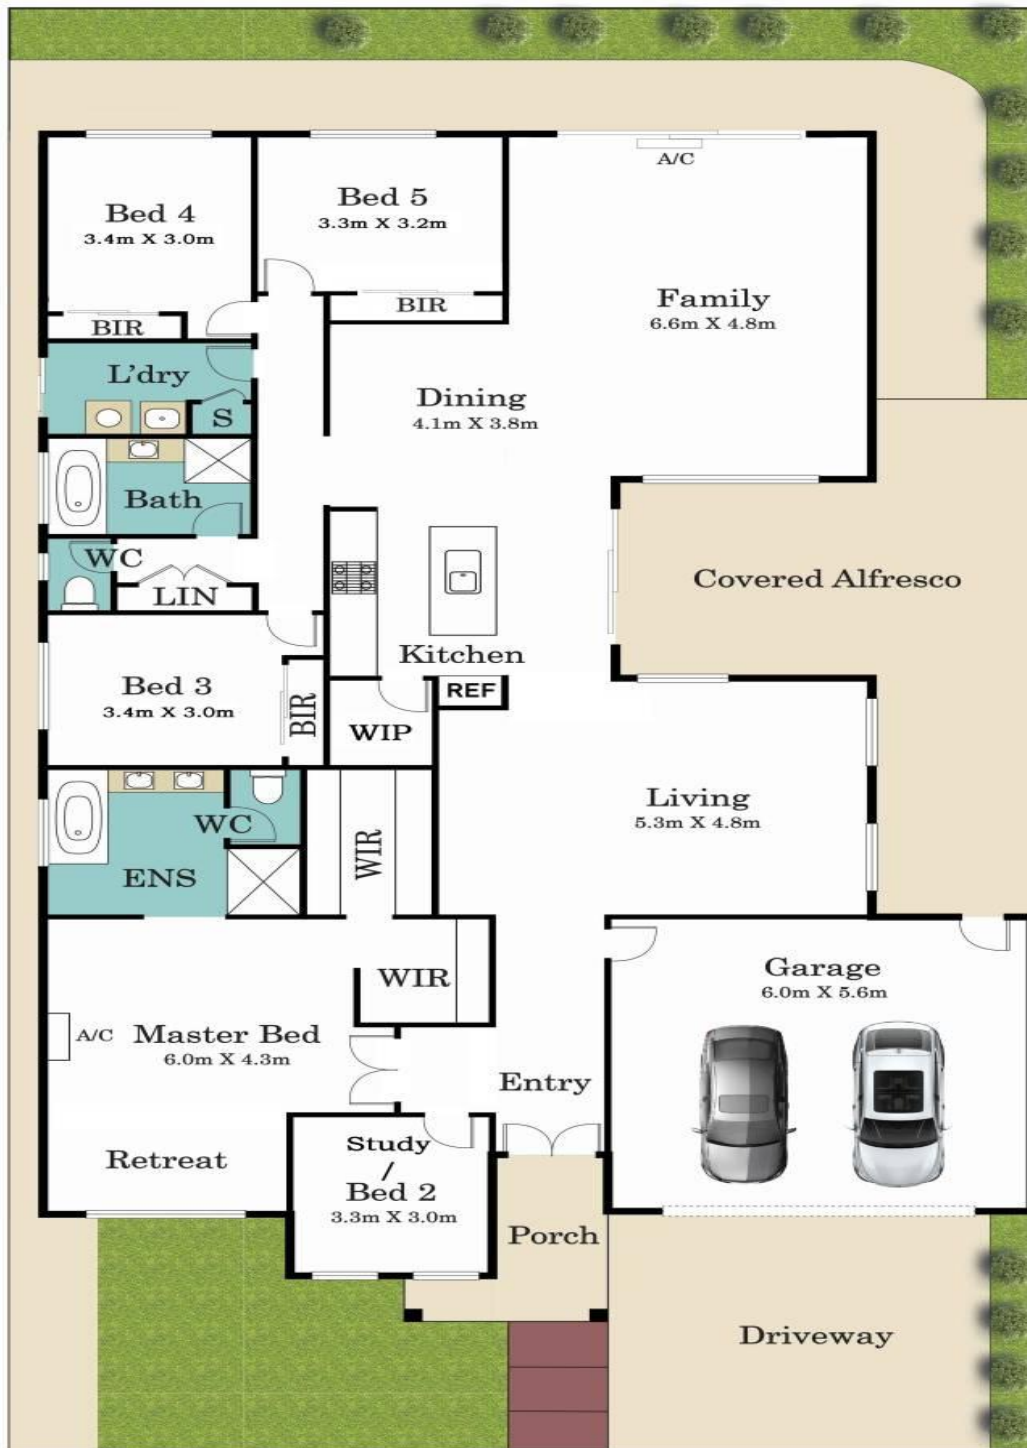 A/C
Bed 4
3.4m X 3.0m
Bed 5
3.3m X 3.2m
BIR
BIR
Family
6.6m X 4.8m
L'dry
S
Dining
4.1m X 3.8m
Bath
WC
LIN
Covered Alfresco
Kitchen
REF
Bed 3
3.4m X 3.0m
BIR
WIP
Living
5.3m X 4.8m
WC
ENS
WIR
WIR
Garage
6.0m X 5.6m
A/C
Master Bed
6.0m X 4.3m
Entry
Retreat
Study
/
Bed 2
3.3m X 3.0m
Porch
Driveway